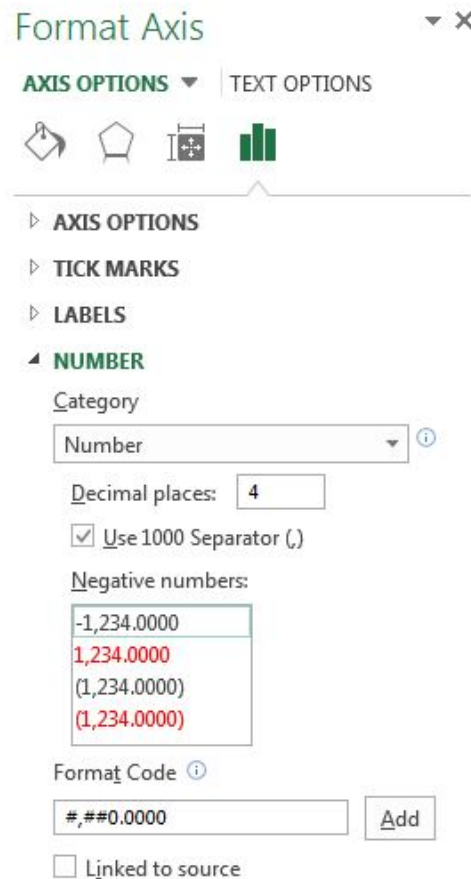 Format Axis
AXIS OPTIONS TEXT OPTIONS
AXIS OPTIONS
TICK MARKS
LABELS
NUMBER
Category
Number
Decimal places: 4
Use 1000 Separator (,)
Negative numbers:
-1,234.0000
1,234.0000
(1,234.0000)
(1,234.0000)
Format Code
#,##0.0000 Add
Linked to source